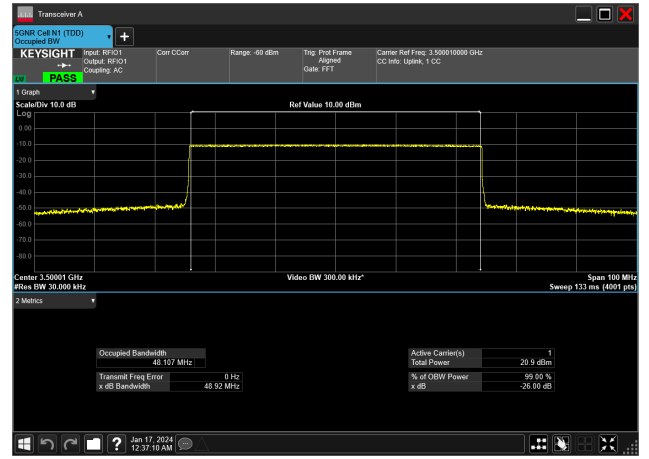 Transceiver A
5GNR Cell N1 (TDD)
Occupied BW
KEYSIGHT
LXI
PASS
Input: RFIO1
Output: RFIO1
Coupling: AC
Corr CCorr
Range: -60 dBm
Trig: Prot Frame
Aligned
Gate: FFT
Carrier Ref Freq: 3.500010000 GHz
CC Info: Uplink, 1 CC
1 Graph
Scale/Div 10.0 dB
Ref Value 10.00 dBm
Log
0.00
-10.0
-20.0
-30.0
-40.0
-50.0
-60.0
-70.0
-80.0
Center 3.50001 GHz
#Res BW 30.000 kHz
Video BW 300.00 kHz*
Span 100 MHz
Sweep 133 ms (4001 pts)
2 Metrics
Occupied Bandwidth
48.107 MHz
Transmit Freq Error 0 Hz
x dB Bandwidth 48.92 MHz
Active Carrier(s) 1
Total Power 20.9 dBm
% of OBW Power 99.00 %
x dB -26.00 dB
?
Jan 17, 2024
12:37:10 AM